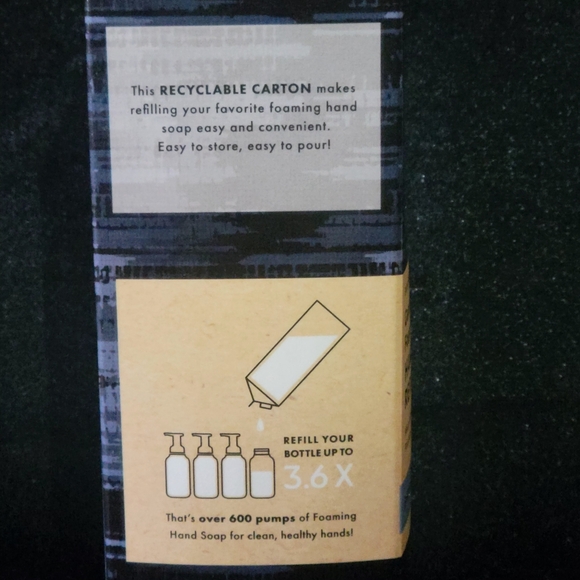 This RECYCLABLE CARTON makes
refilling your favorite foaming hand
soap easy and convenient.
Easy to store, easy to pour!
REFILL YOUR
BOTTLE UP TO
3.6 X
That's over 600 pumps of Foaming
Hand Soap for clean, healthy hands!